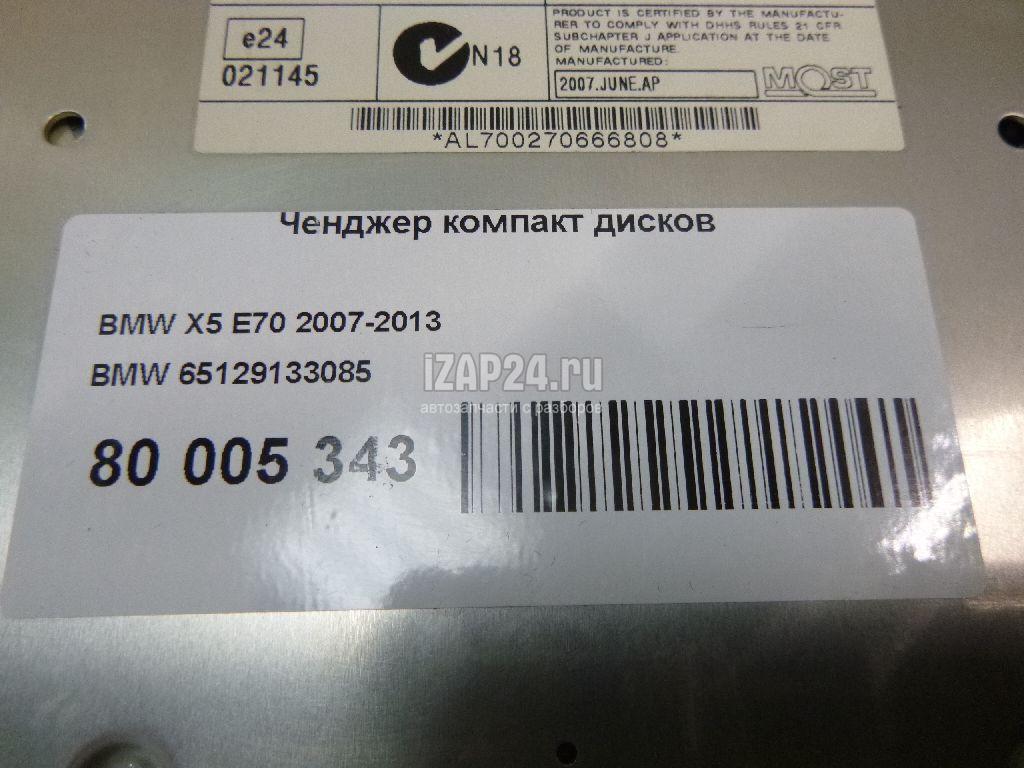 PRODUCT IS CERTIFIED BY THE MANUFACTU-
RER TO COMPLY WITH DHHS RULES 21 CFR
SUBCHAPTER J APPLICATION AT THE DATE
OF MANUFACTURE.
MANUFACTURED:
2007.JUNE.AP
MOST
e24
021145
N18
*AL700270666808*
Ченджер компакт дисков
BMW X5 E70 2007-2013
BMW 65129133085
iZAP24.ru
автозапчасти с разборов
80 005 343